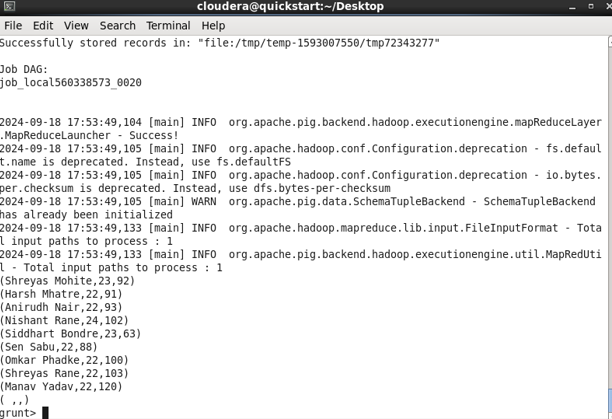 cloudera@quickstart:~/Desktop
File Edit View Search Terminal Help
Successfully stored records in: "file:/tmp/temp-1593007550/tmp72343277"
Job DAG:
job_local560338573_0020
2024-09-18 17:53:49,104 [main] INFO  org.apache.pig.backend.hadoop.executionengine.mapReduceLayer
.MapReduceLauncher - Success!
2024-09-18 17:53:49,105 [main] INFO  org.apache.hadoop.conf.Configuration.deprecation - fs.defaul
t.name is deprecated. Instead, use fs.defaultFS
2024-09-18 17:53:49,105 [main] INFO  org.apache.hadoop.conf.Configuration.deprecation - io.bytes.
per.checksum is deprecated. Instead, use dfs.bytes-per-checksum
2024-09-18 17:53:49,105 [main] WARN  org.apache.pig.data.SchemaTupleBackend - SchemaTupleBackend
has already been initialized
2024-09-18 17:53:49,133 [main] INFO  org.apache.hadoop.mapreduce.lib.input.FileInputFormat - Tota
l input paths to process : 1
2024-09-18 17:53:49,133 [main] INFO  org.apache.pig.backend.hadoop.executionengine.util.MapRedUti
l - Total input paths to process : 1
(Shreyas Mohite,23,92)
(Harsh Mhatre,22,91)
(Anirudh Nair,22,93)
(Nishant Rane,24,102)
(Siddhart Bondre,23,63)
(Sen Sabu,22,88)
(Omkar Phadke,22,100)
(Shreyas Rane,22,103)
(Manav Yadav,22,120)
( ,,)
grunt>